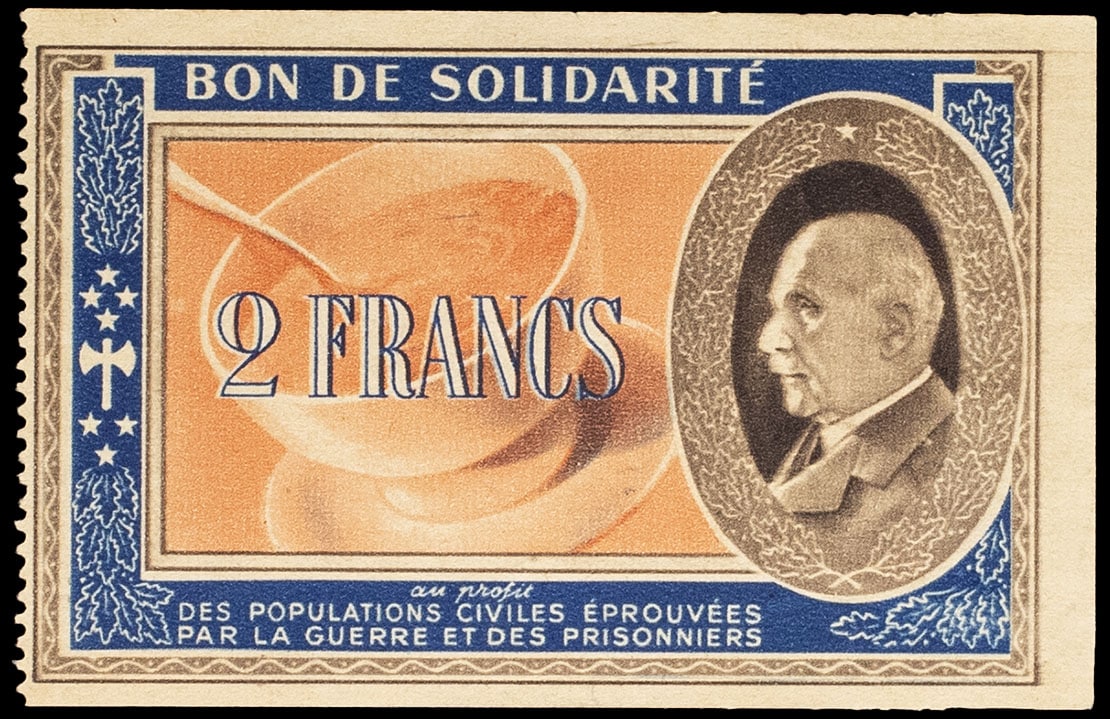 BON DE SOLIDARITÉ
2 FRANCS
au profit
DES POPULATIONS CIVILES ÉPROUVÉES
PAR LA GUERRE ET DES PRISONNIERS